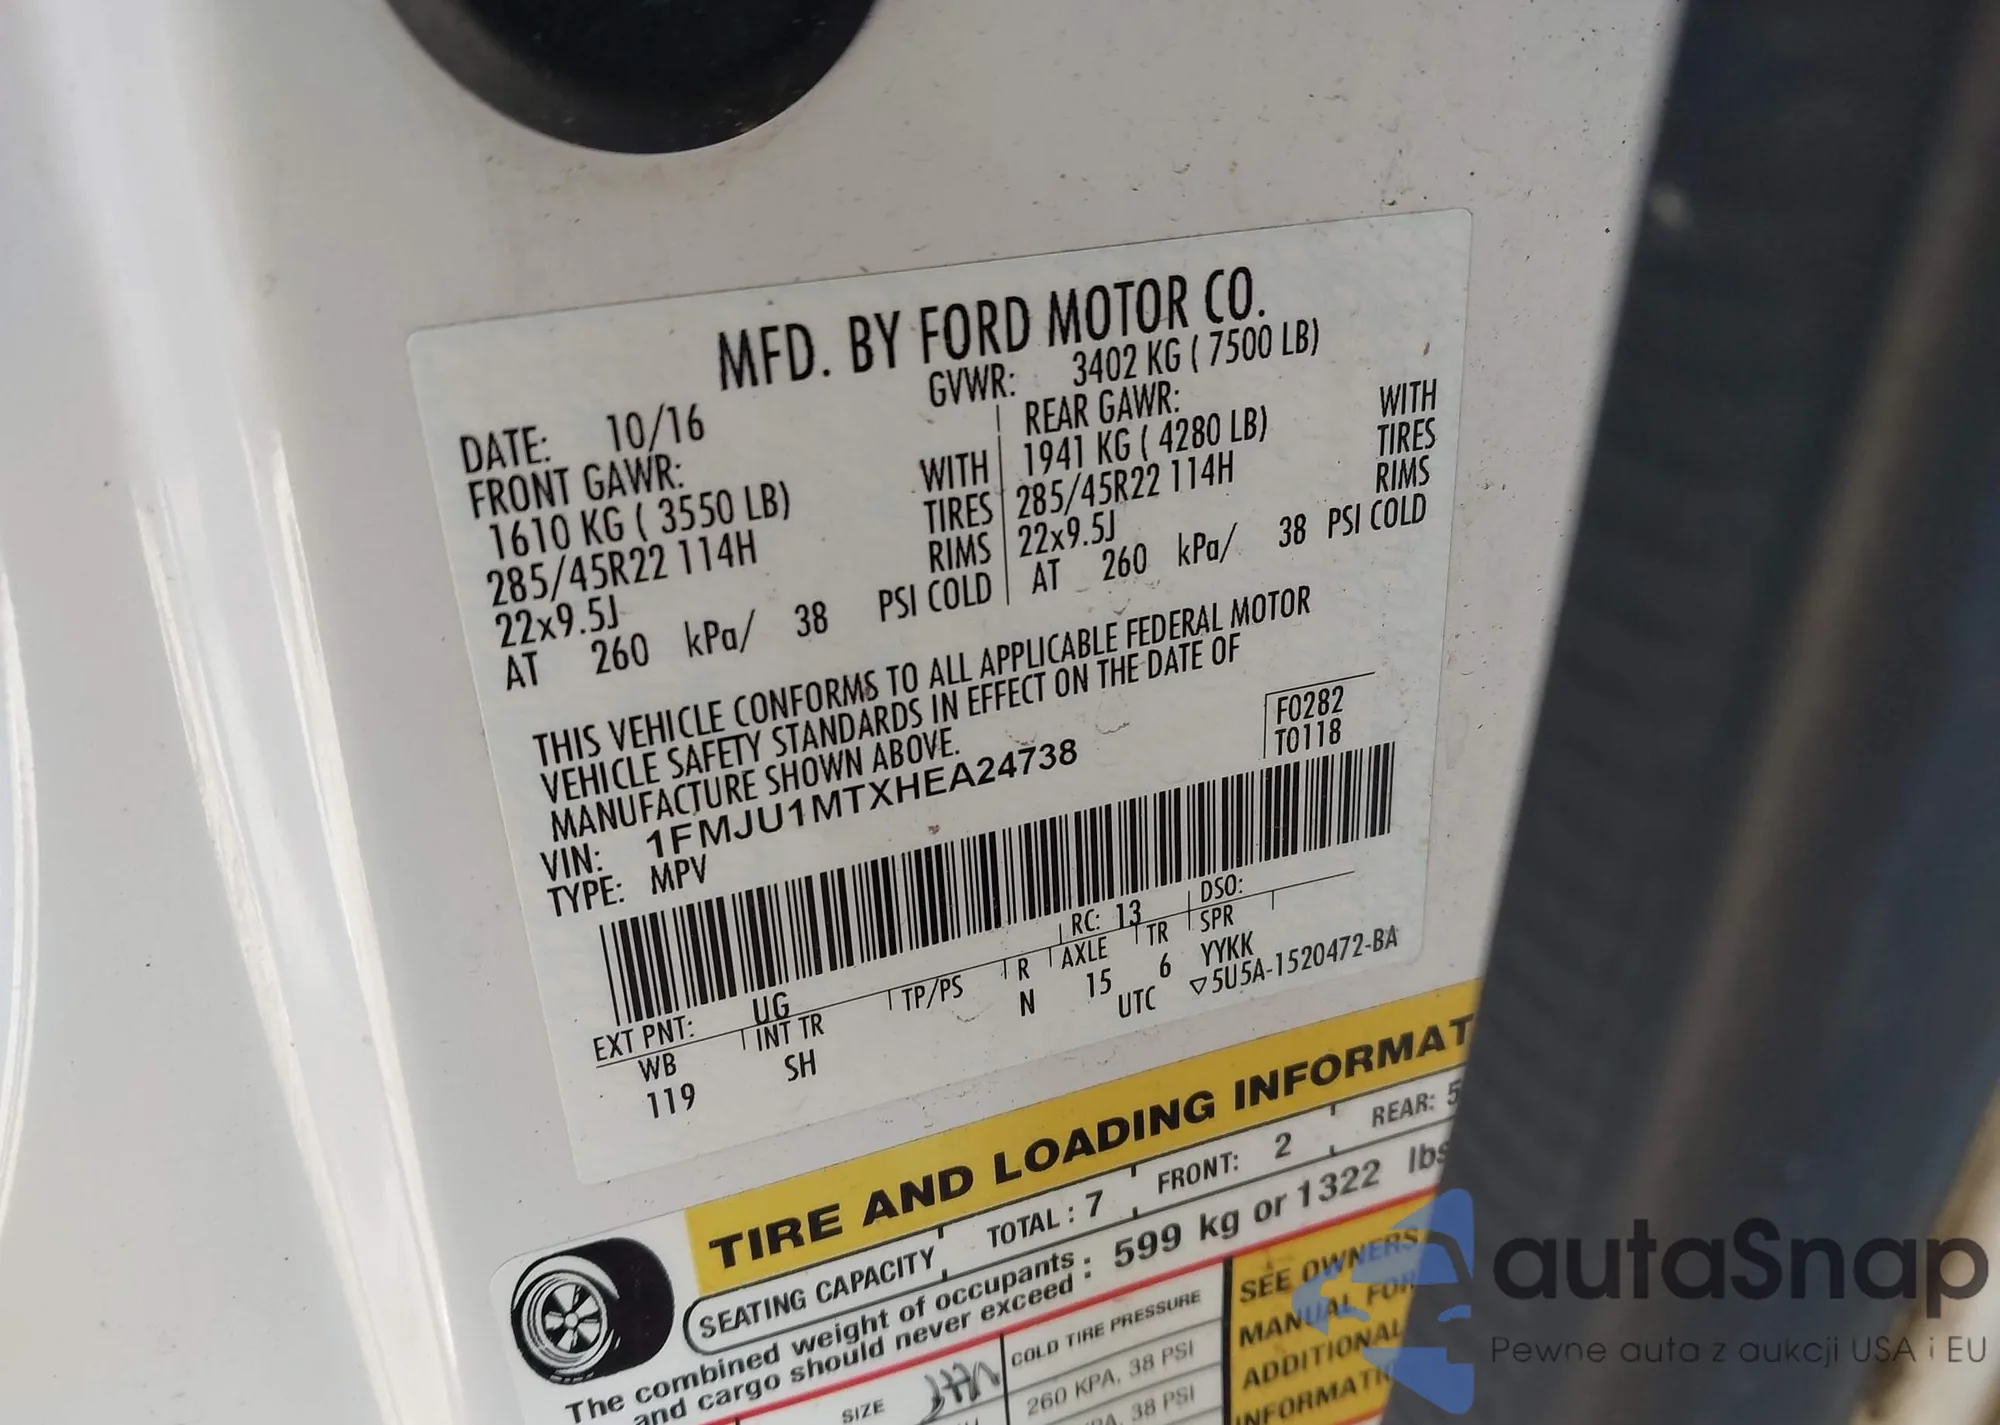 MFD. BY FORD MOTOR CO.
DATE: 10/16 GVWR: 3402 KG ( 7500 LB)
FRONT GAWR: REAR GAWR:
1610 KG ( 3550 LB) WITH 1941 KG ( 4280 LB) WITH
285/45R22 114H TIRES 285/45R22 114H TIRES
22x9.5J RIMS 22x9.5J RIMS
AT 260 kPa/ 38 PSI COLD AT 260 kPa/ 38 PSI COLD
THIS VEHICLE CONFORMS TO ALL APPLICABLE FEDERAL MOTOR
VEHICLE SAFETY STANDARDS IN EFFECT ON THE DATE OF
MANUFACTURE SHOWN ABOVE.
F0282
T0118
VIN: 1FMJU1MTXHEA24738
TYPE: MPV
EXT PNT: UG RC: 13 DSO:
WB INT TR TP/PS R AXLE TR SPR
119 SH N 15 6 YYKK
UTC ▽5U5A-1520472-BA
TIRE AND LOADING INFORMAT
SEATING CAPACITY TOTAL : 7 FRONT: 2 REAR: 5
The combined weight of occupants
and cargo should never exceed : 599 kg or 1322 lbs
SIZE COLD TIRE PRESSURE
260 KPA, 38 PSI
PA, 38 PSI
SEE OWNERS
MANUAL FOR
ADDITIONAL
INFORMATI
autaSnap
Pewne auta z aukcji USA i EU